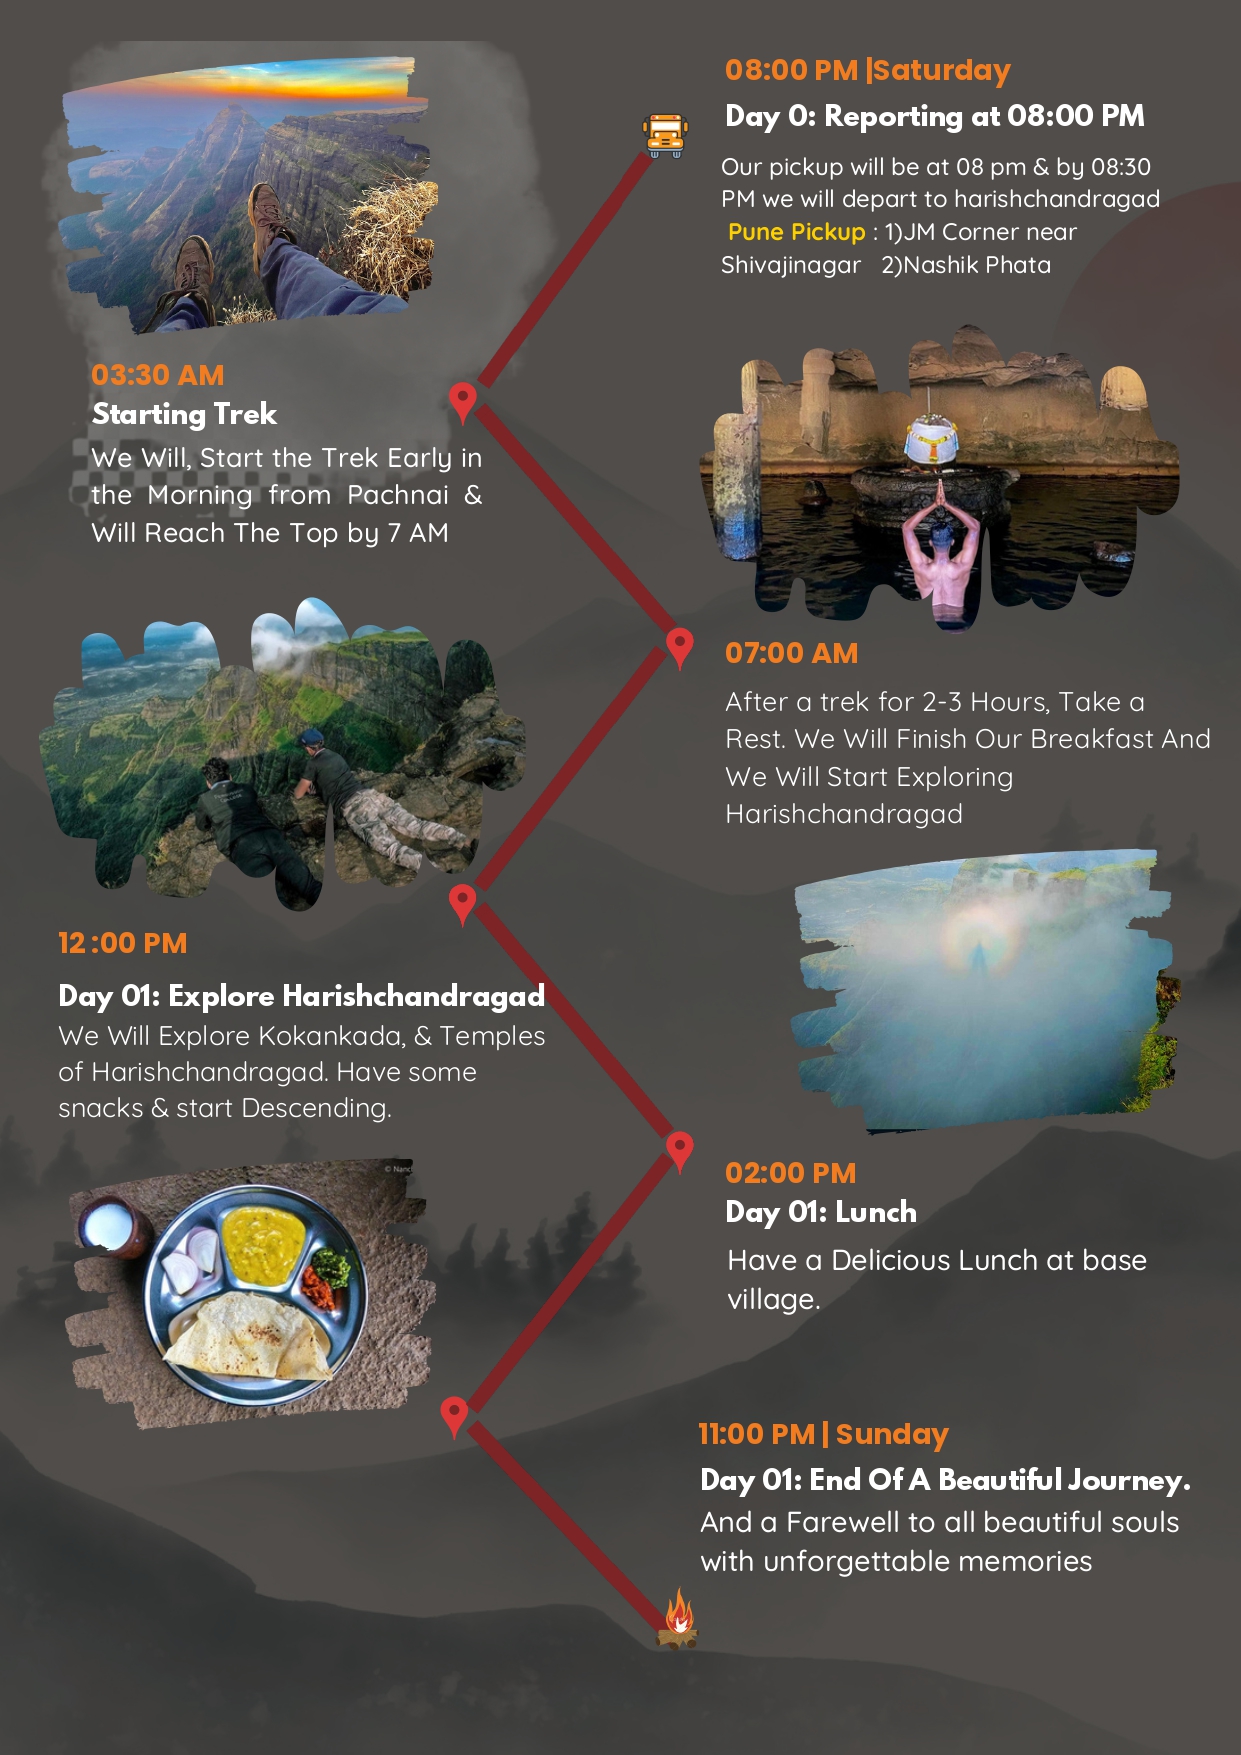 08:00 PM |Saturday
Day 0: Reporting at 08:00 PM
Our pickup will be at 08 pm & by 08:30
PM we will depart to harishchandragad
Pune Pickup : 1)JM Corner near
Shivajinagar 2)Nashik Phata
03:30 AM
Starting Trek
We Will, Start the Trek Early in
the Morning from Pachnai &
Will Reach The Top by 7 AM
07:00 AM
After a trek for 2-3 Hours, Take a
Rest. We Will Finish Our Breakfast And
We Will Start Exploring
Harishchandragad
12 :00 PM
Day 01: Explore Harishchandragad
We Will Explore Kokankada, & Temples
of Harishchandragad. Have some
snacks & start Descending.
02:00 PM
Day 01: Lunch
Have a Delicious Lunch at base
village.
11:00 PM | Sunday
Day 01: End Of A Beautiful Journey.
And a Farewell to all beautiful souls
with unforgettable memories